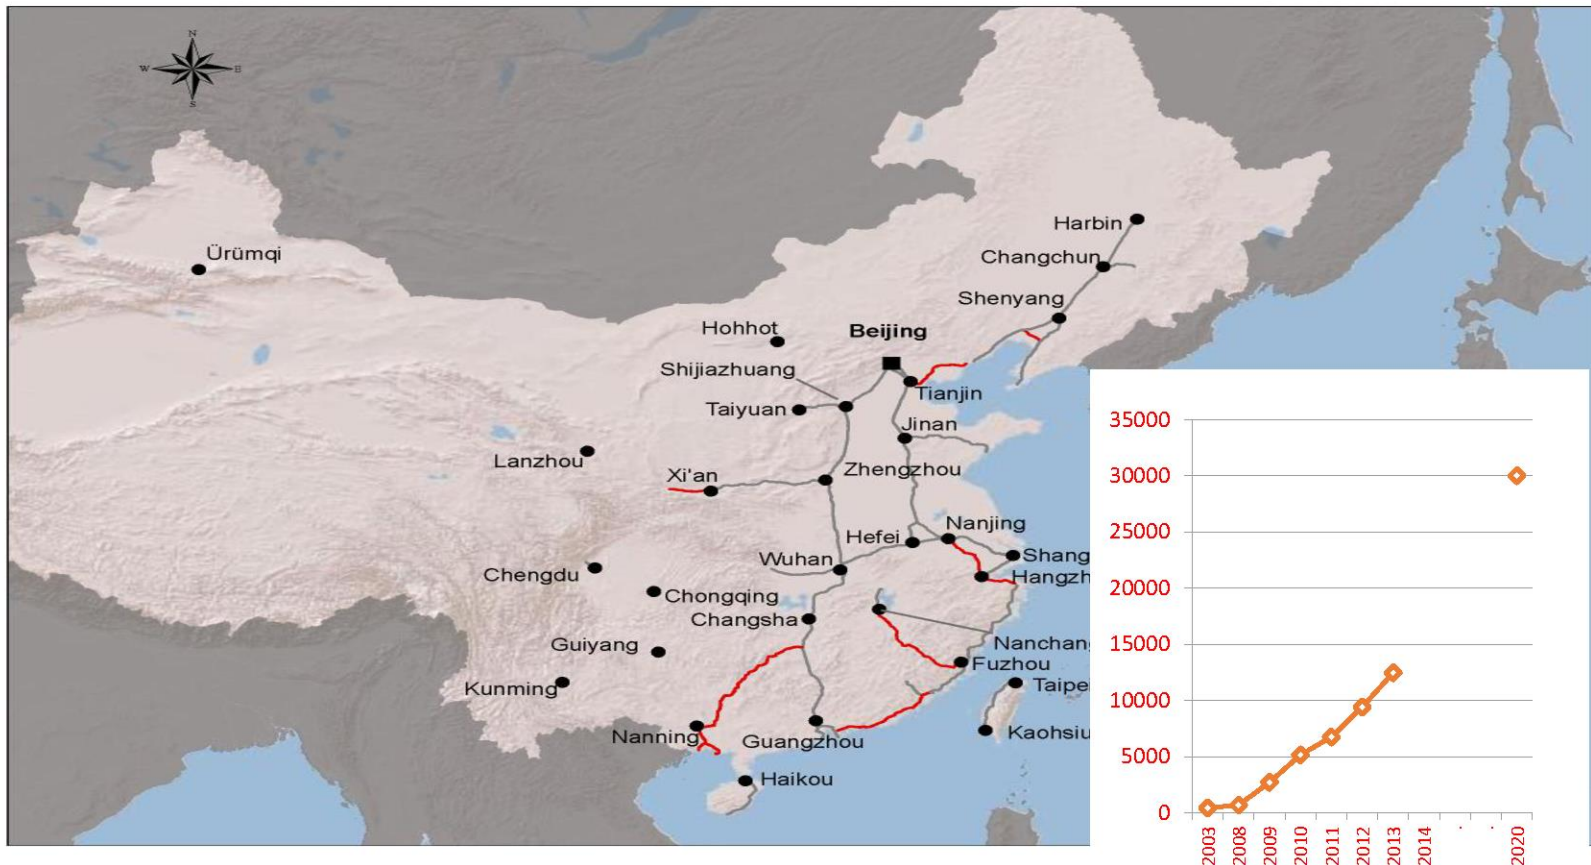 N
W E
S
Harbin
Ürümqi
Changchun
Shenyang
Hohhot
Beijing
Shijiazhuang
Tianjin
Taiyuan
Jinan
Lanzhou
Xi'an
Zhengzhou
Hefei
Nanjing
Wuhan
Shang
Chengdu
Hangzh
Chongqing
Changsha
Guiyang
Nanchang
Fuzhou
Kunming
Taipei
Nanning
Guangzhou
Kaohsiu
Haikou
35000
30000
25000
20000
15000
10000
5000
0
2003
2008
2009
2010
2011
2012
2013
2014
.
.
2020